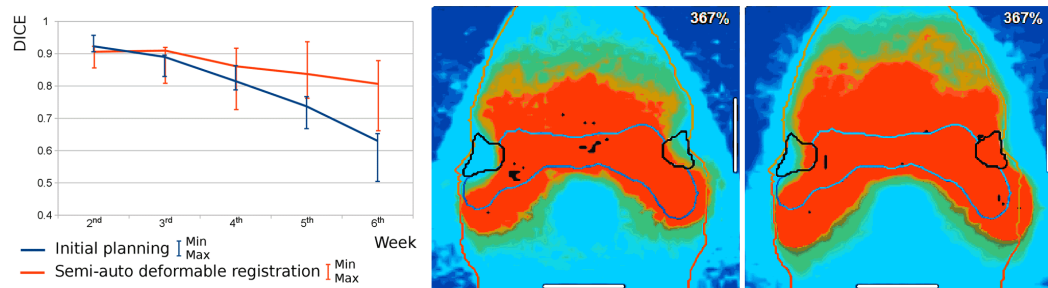 DICE
1
0.9
0.8
0.7
0.6
0.5
0.4
2nd 3rd 4th 5th 6th
Week
Initial planning Min Max
Semi-auto deformable registration Min Max
367%
367%